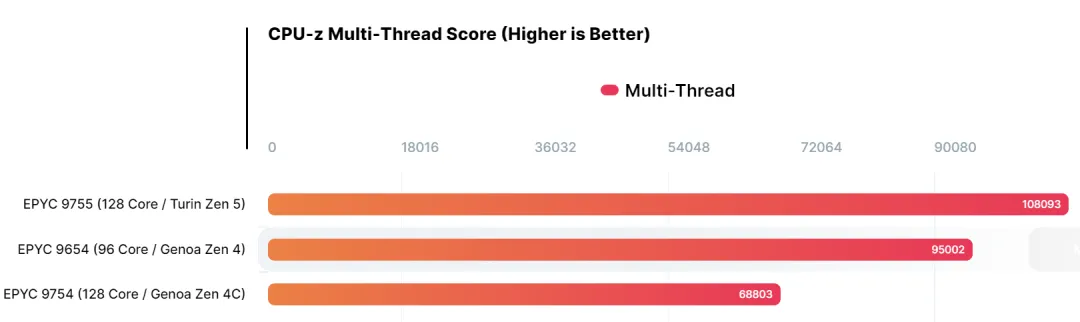 CPU-z Multi-Thread Score (Higher is Better)
Multi-Thread
0 18016 36032 54048 72064 90080
EPYC 9755 (128 Core / Turin Zen 5) 108093
EPYC 9654 (96 Core / Genoa Zen 4) 95002
EPYC 9754 (128 Core / Genoa Zen 4C) 68803